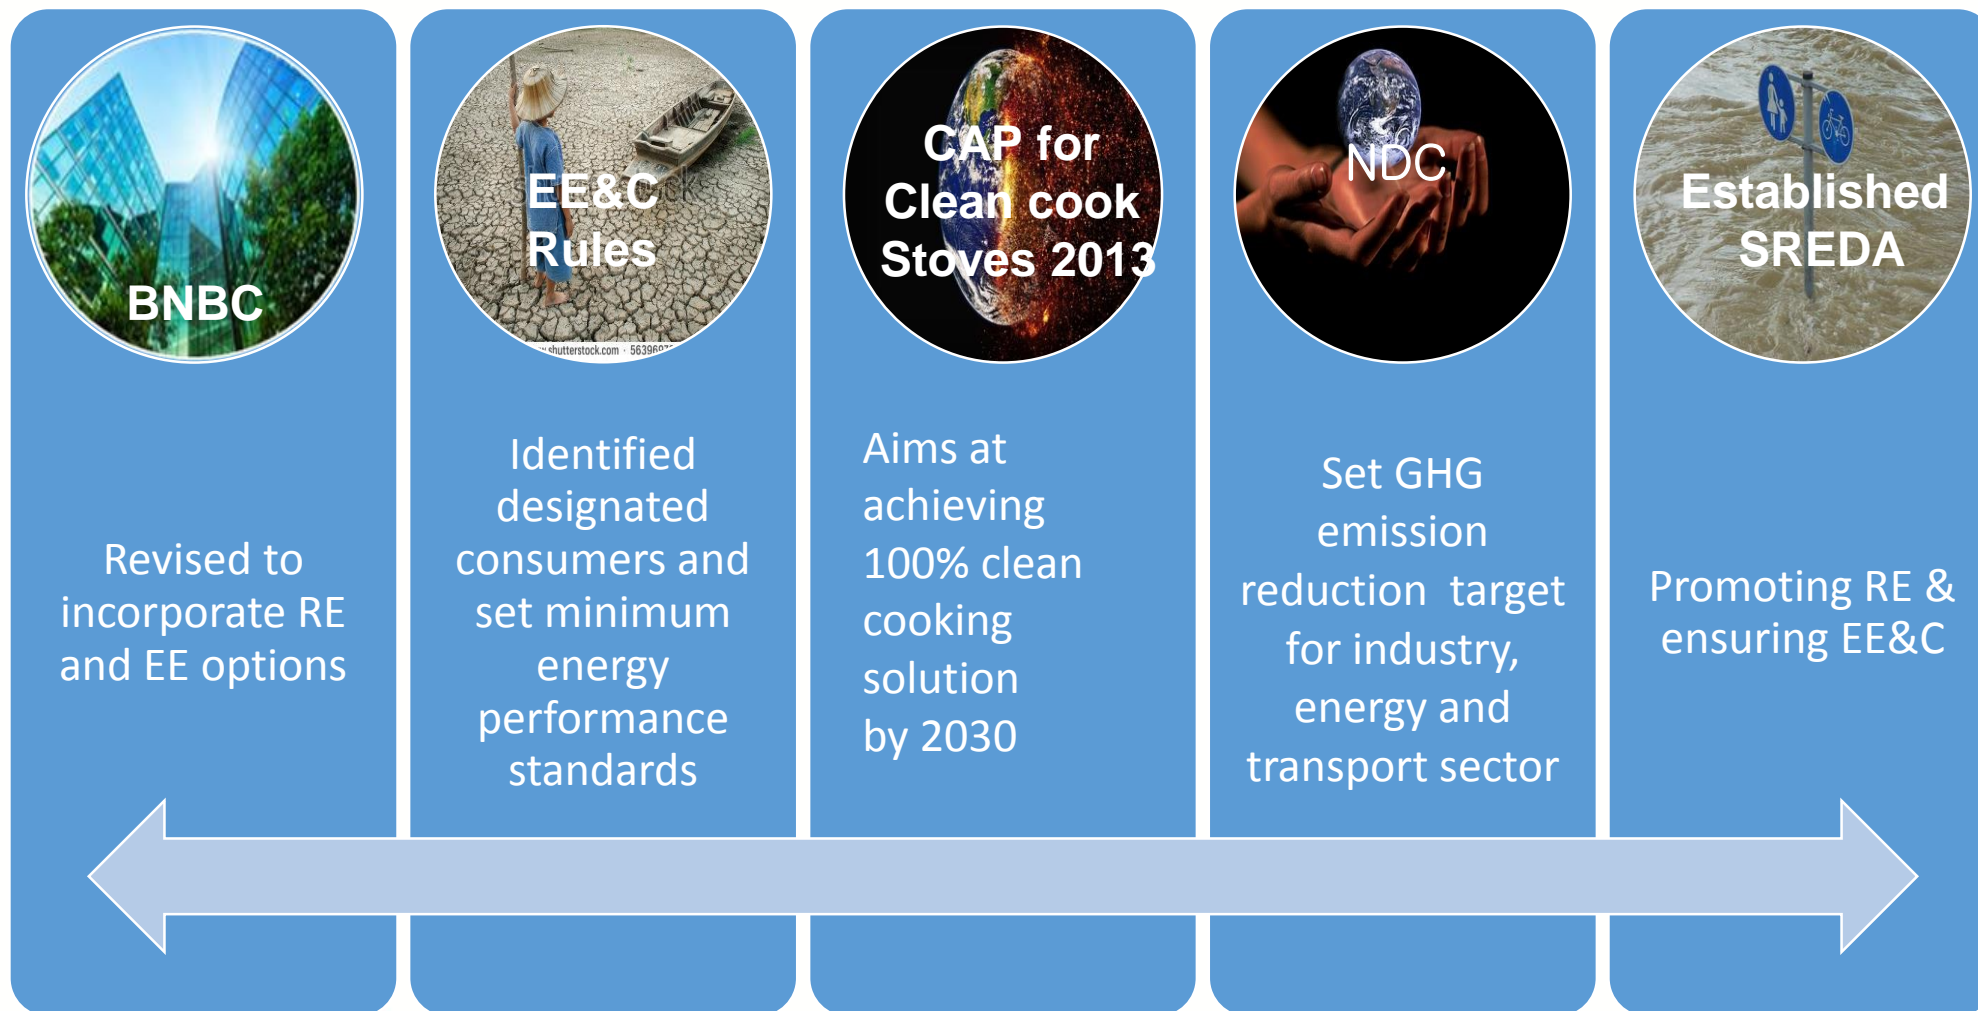 BNBC
Revised to
incorporate RE
and EE options
EE&C
Rules
Identified
designated
consumers and
set minimum
energy
performance
standards
CAP for
Clean cook
Stoves 2013
Aims at
achieving
100% clean
cooking
solution
by 2030
NDC
Set GHG
emission
reduction target
for industry,
energy and
transport sector
Established
SREDA
Promoting RE &
ensuring EE&C